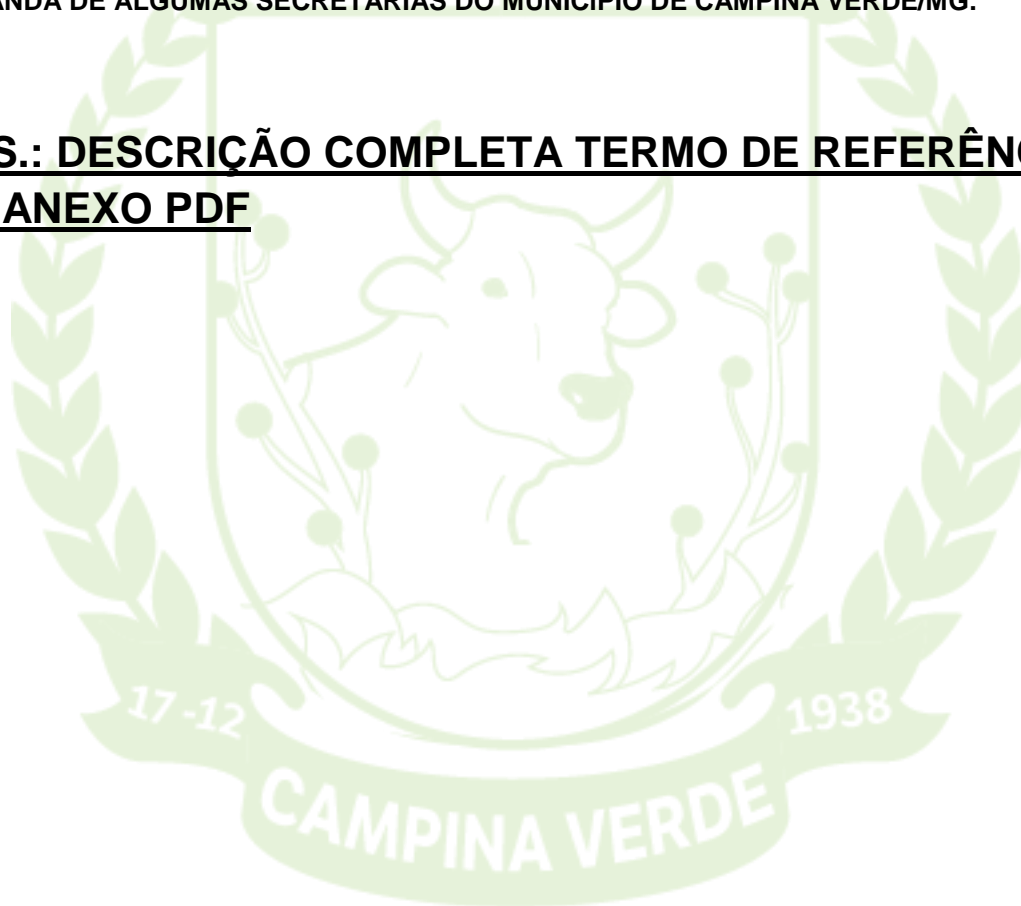 ANDA DE ALGUMAS SECRETARIAS DO MUNICÍPIO DE CAMPINA VERDE/MG.
S.: DESCRIÇÃO COMPLETA TERMO DE REFERÊNC
ANEXO PDF
17-12
1938
CAMPINA VERDE